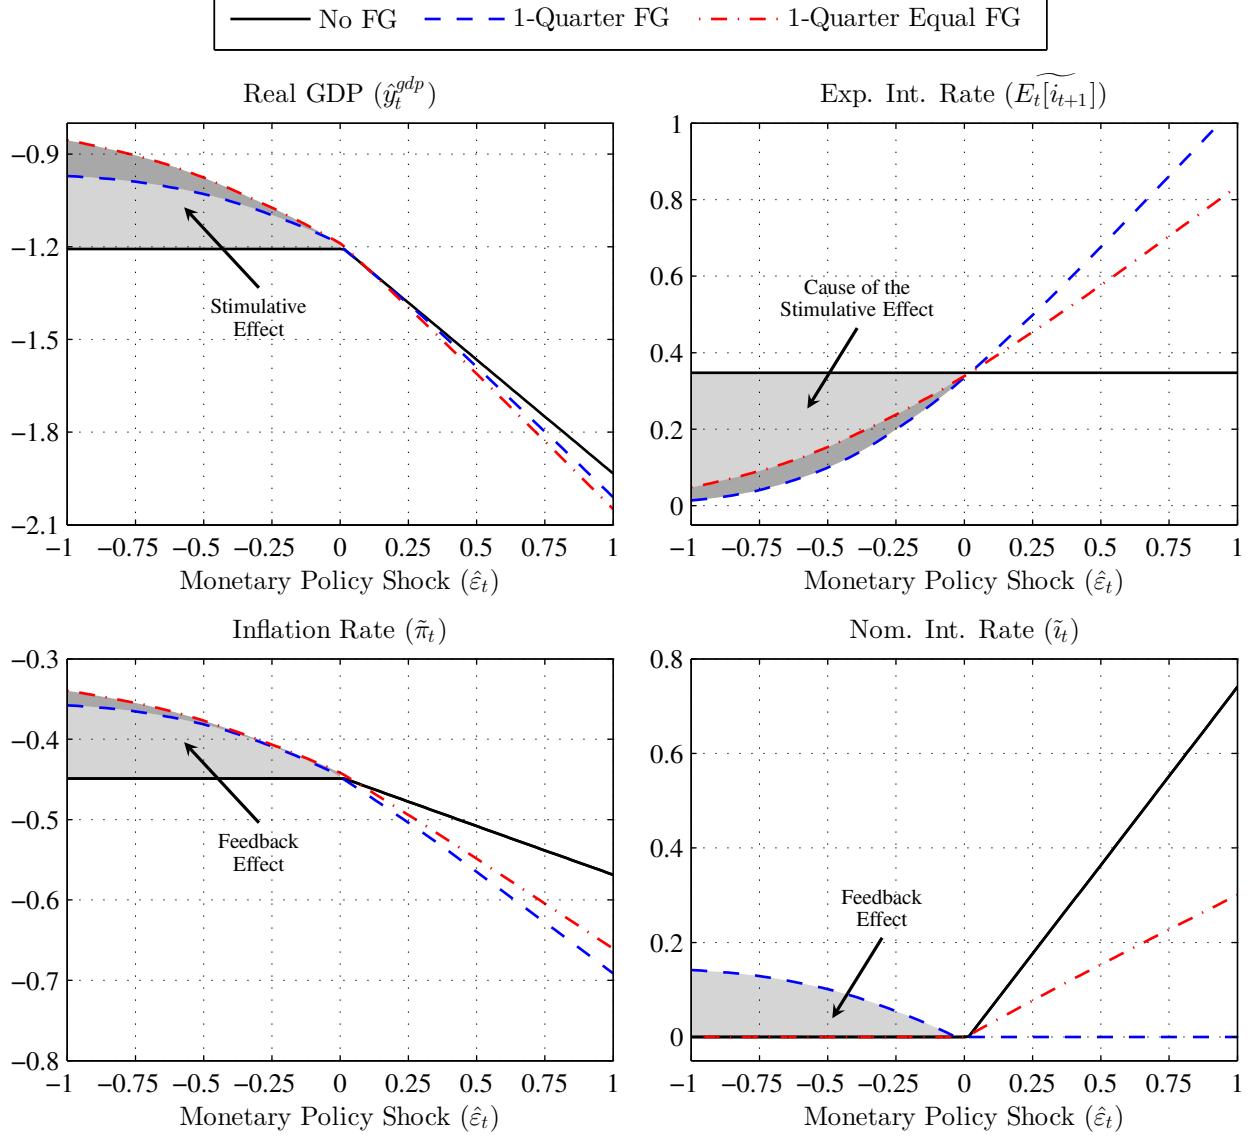 No FG 1-Quarter FG 1-Quarter Equal FG
Real GDP (ŷ_t^{gdp})
−0.9
−1.2
−1.5
−1.8
−2.1
Stimulative
Effect
−1 −0.75 −0.5 −0.25 0 0.25 0.5 0.75 1
Monetary Policy Shock (ε̂_t)
Exp. Int. Rate (\widetilde{E_t[i_{t+1}]})
1
0.8
0.6
0.4
0.2
0
Cause of the
Stimulative Effect
−1 −0.75 −0.5 −0.25 0 0.25 0.5 0.75 1
Monetary Policy Shock (ε̂_t)
Inflation Rate (π̃_t)
−0.3
−0.4
−0.5
−0.6
−0.7
−0.8
Feedback
Effect
−1 −0.75 −0.5 −0.25 0 0.25 0.5 0.75 1
Monetary Policy Shock (ε̂_t)
Nom. Int. Rate (ĩ_t)
0.8
0.6
0.4
0.2
0
Feedback
Effect
−1 −0.75 −0.5 −0.25 0 0.25 0.5 0.75 1
Monetary Policy Shock (ε̂_t)